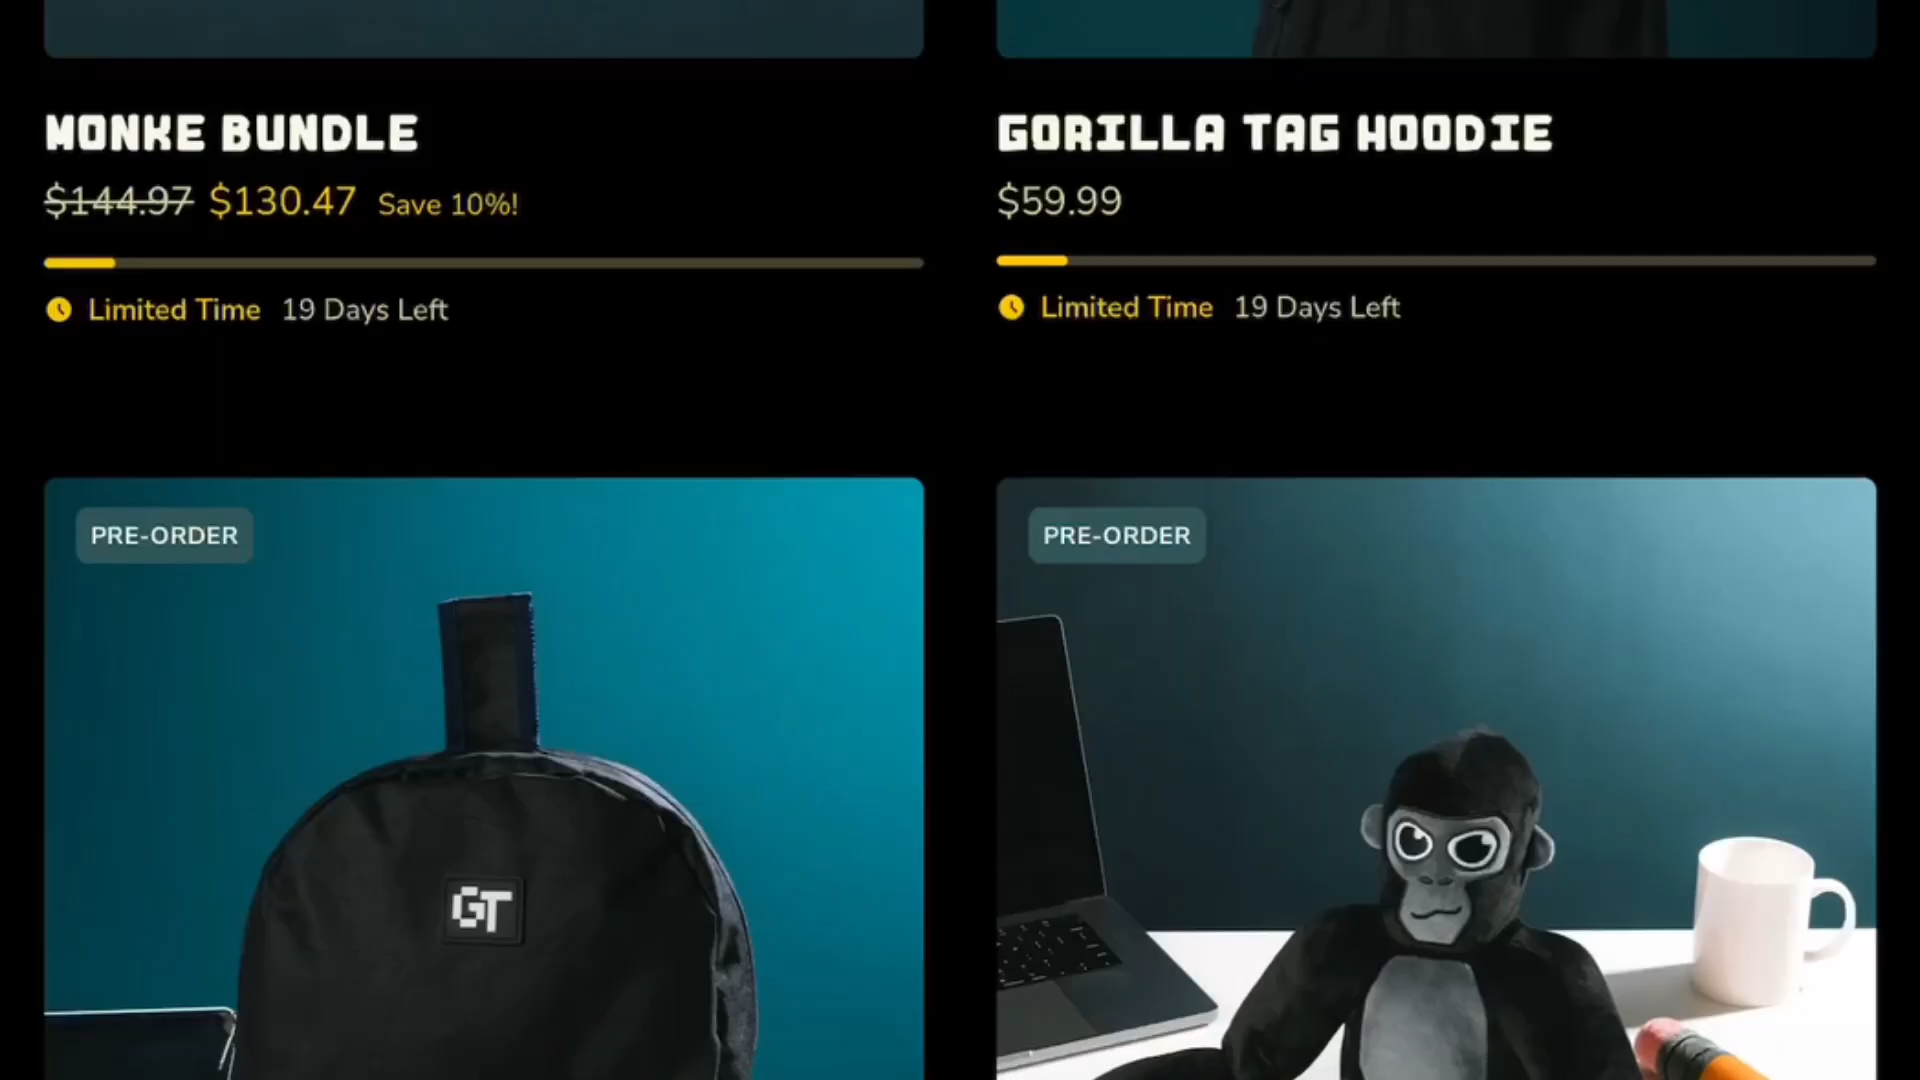 MONKE BUNDLE
$144.97 $130.47 Save 10%!
Limited Time 19 Days Left
GORILLA TAG HOODIE
$59.99
Limited Time 19 Days Left
PRE-ORDER
GT
PRE-ORDER